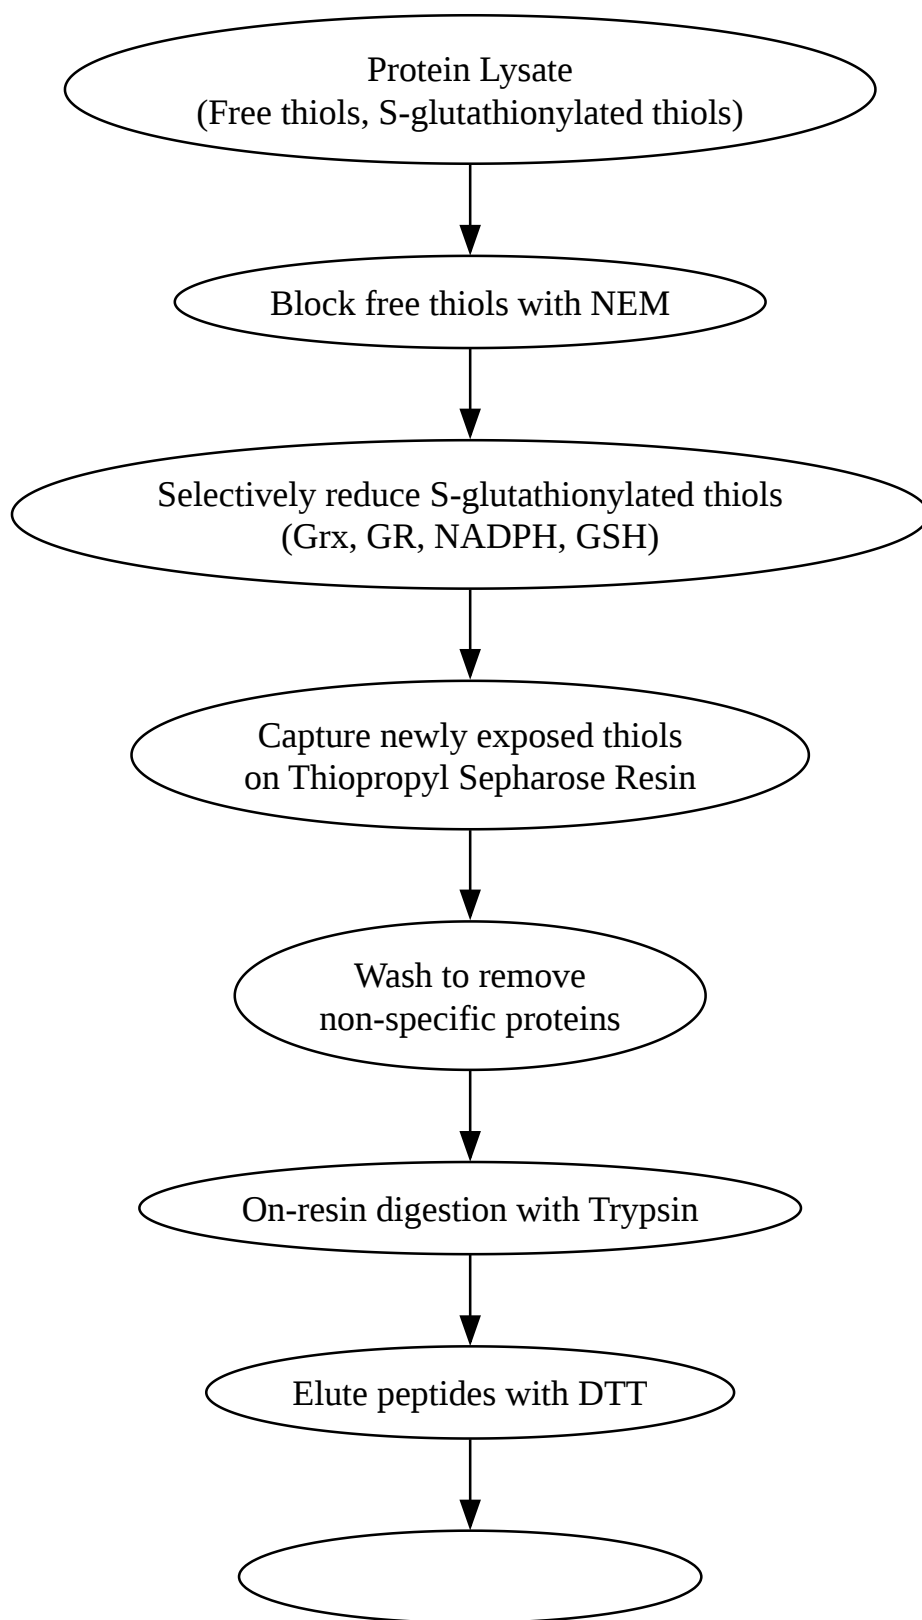 Protein Lysate
(Free thiols, S-glutathionylated thiols)
Block free thiols with NEM
Selectively reduce S-glutathionylated thiols
(Grx, GR, NADPH, GSH)
Capture newly exposed thiols
on Thiopropyl Sepharose Resin
Wash to remove
non-specific proteins
On-resin digestion with Trypsin
Elute peptides with DTT